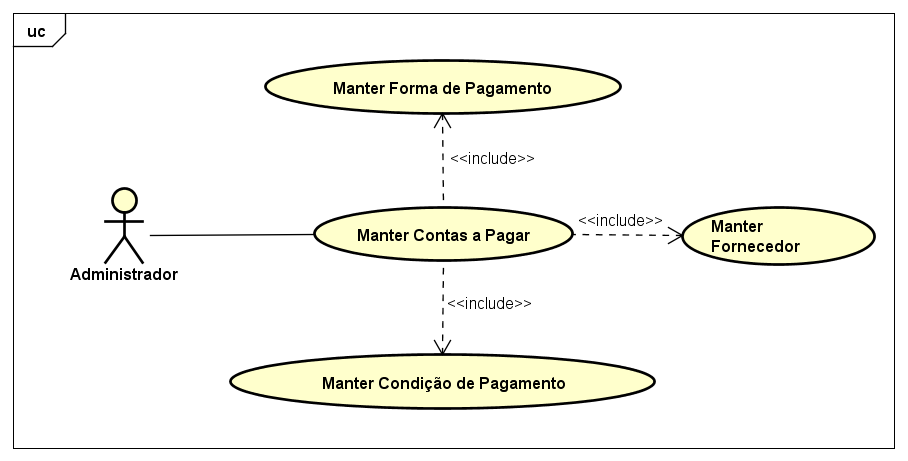 uc
Manter Forma de Pagamento
<<include>>
Manter Contas a Pagar
<<include>>
Manter
Fornecedor
Administrador
<<include>>
Manter Condição de Pagamento